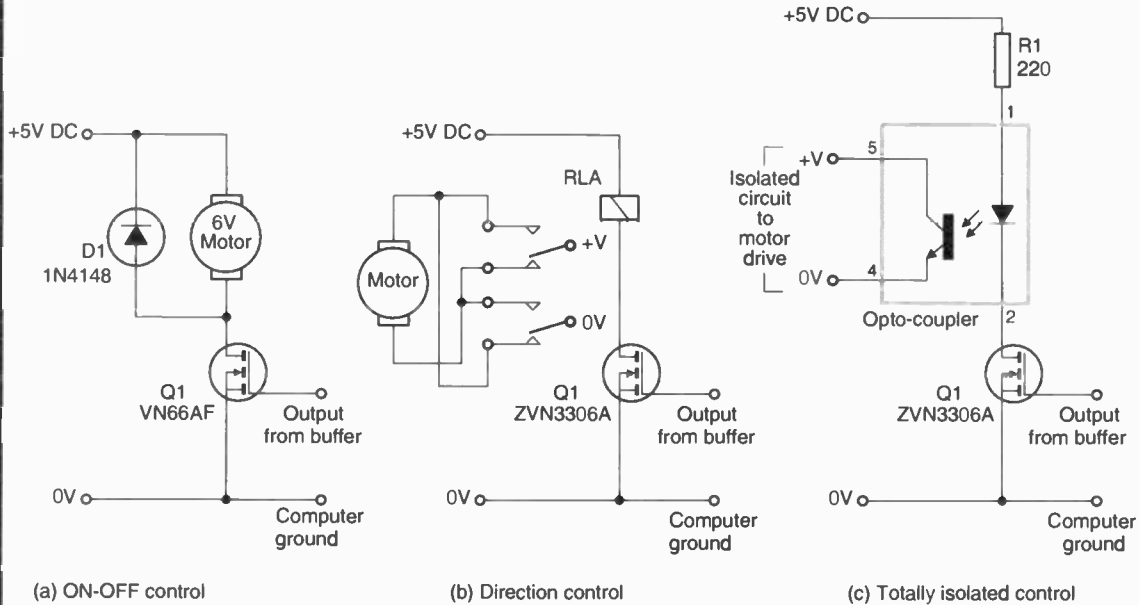 +5V DC
D1
1N4148
6V
Motor
Q1
VN66AF
Output
from buffer
0V
Computer
ground
(a) ON-OFF control
+5V DC
RLA
Motor
+V
0V
Q1
ZVN3306A
Output
from buffer
0V
Computer
ground
(b) Direction control
+5V DC
R1
220
1
5
+V
Isolated
circuit
to
motor
drive
0V
4
Opto-coupler
2
Q1
ZVN3306A
Output
from buffer
0V
Computer
ground
(c) Totally isolated control